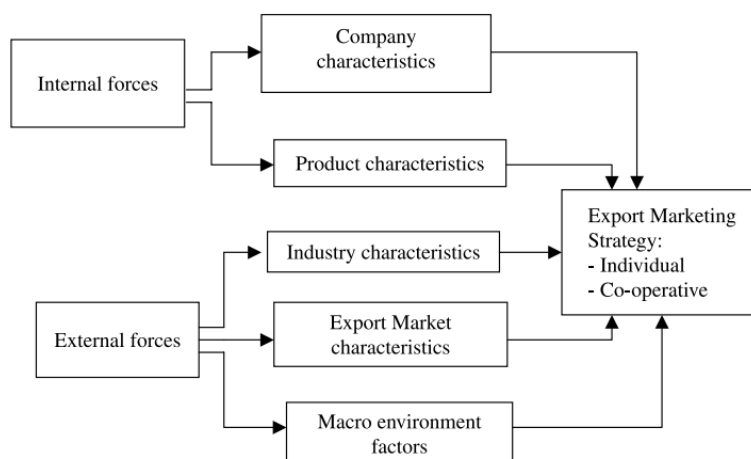 Company
characteristics
Internal forces
Product characteristics
Export Marketing
Strategy:
- Individual
- Co-operative
Industry characteristics
External forces
Export Market
characteristics
Macro environment
factors